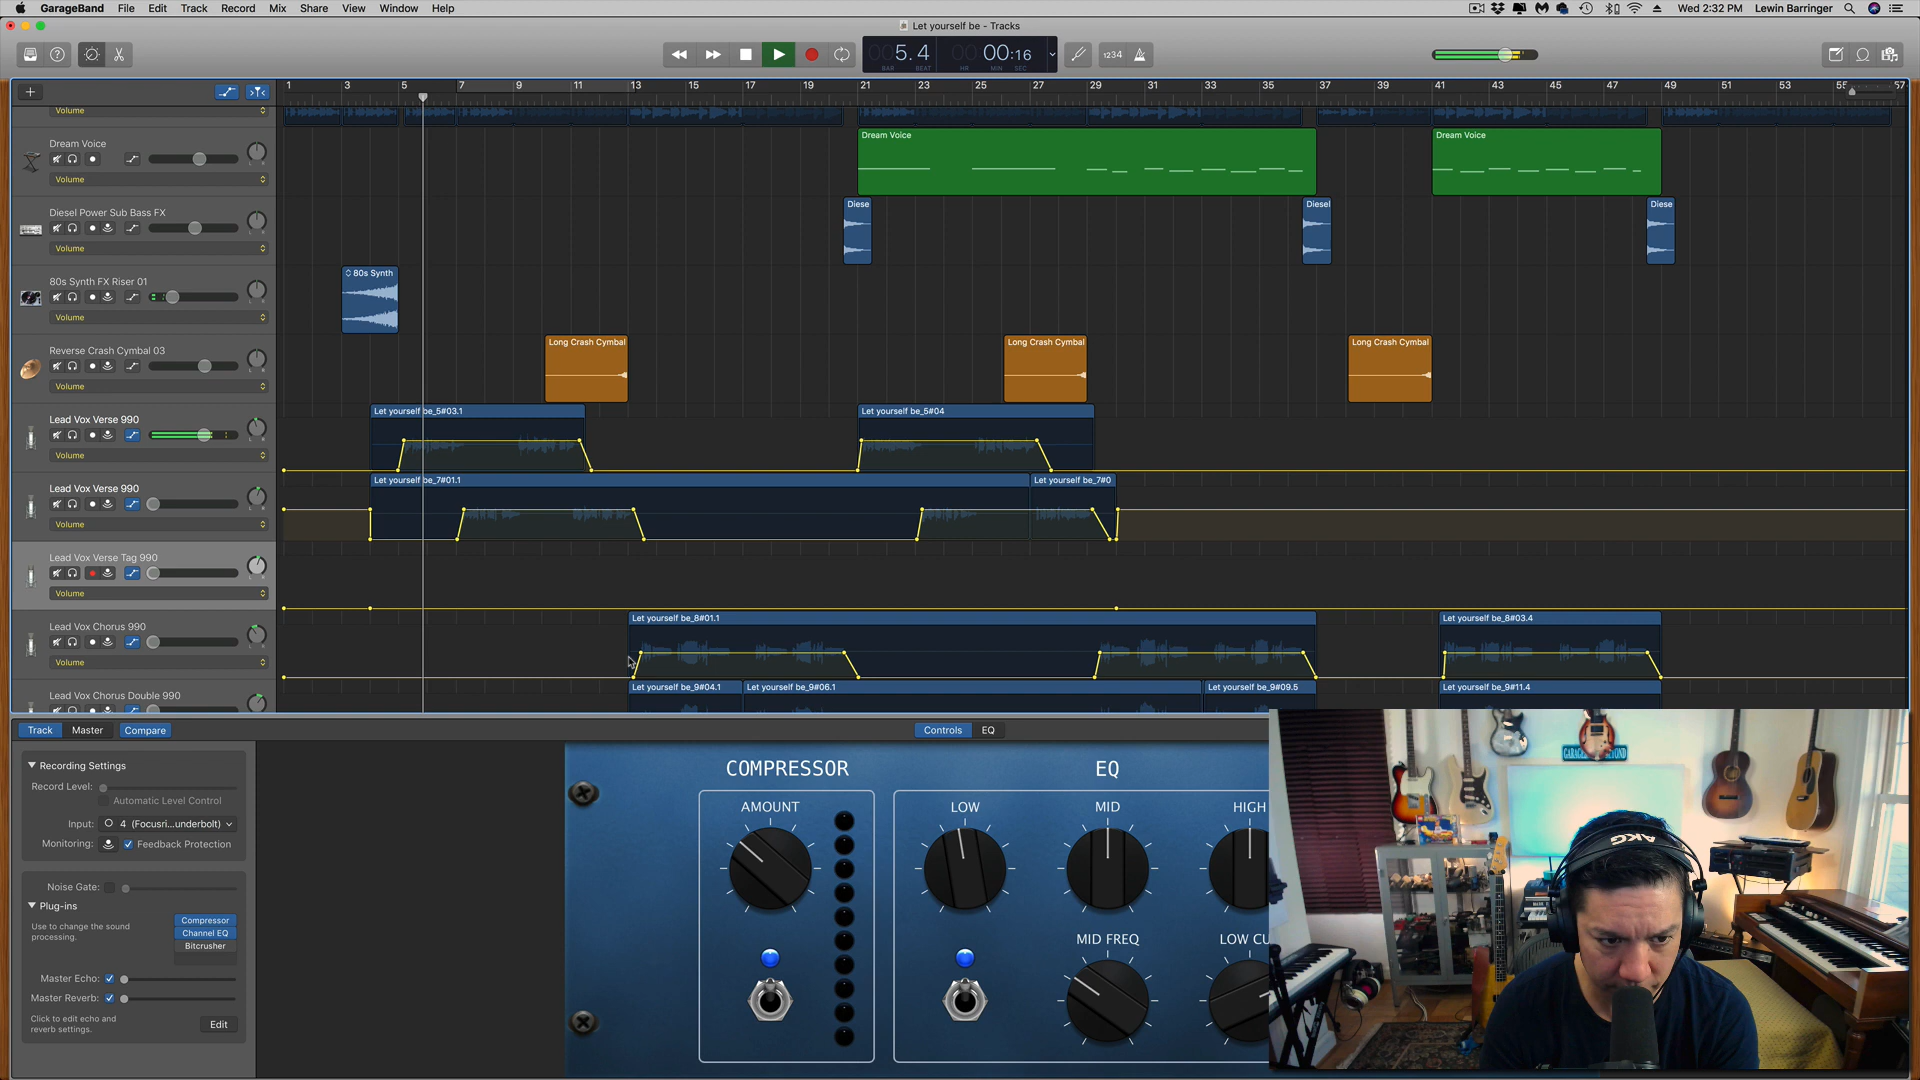 GarageBand File Edit Track Record Mix Share View Window Help
Wed 2:32 PM Lewin Barringer
Let yourself be - Tracks
005.4 00:16
BAR BEAT HR MIN SEC
1234
1 3 5 7 9 11 13 15 17 19 21 23 25 27 29 31 33 35 37 39 41 43 45 47 49 51 53 55 57
Volume
Dream Voice
Volume
Dream Voice
Dream Voice
Diesel Power Sub Bass FX
Volume
Diese
Diesel
Diese
80s Synth FX Riser 01
Volume
80s Synth
Reverse Crash Cymbal 03
Volume
Long Crash Cymbal
Long Crash Cymbal
Long Crash Cymbal
Lead Vox Verse 990
Volume
Let yourself be_5#03.1
Let yourself be_5#04
Lead Vox Verse 990
Volume
Let yourself be_7#01.1
Let yourself be_7#0
Lead Vox Verse Tag 990
Volume
Lead Vox Chorus 990
Volume
Let yourself be_8#01.1
Let yourself be_8#03.4
Lead Vox Chorus Double 990
Let yourself be_9#04.1
Let yourself be_9#06.1
Let yourself be_9#09.5
Let yourself be_9#11.4
Track Master Compare
Controls EQ
Recording Settings
Record Level:
Automatic Level Control
Input: 4 (Focusri...underbolt)
Monitoring: Feedback Protection
Noise Gate:
Plug-ins
Use to change the sound
processing.
Compressor
Channel EQ
Bitcrusher
Master Echo:
Master Reverb:
Click to edit echo and
reverb settings.
Edit
COMPRESSOR
AMOUNT
EQ
LOW MID HIGH
MID FREQ LOW CU
AKG